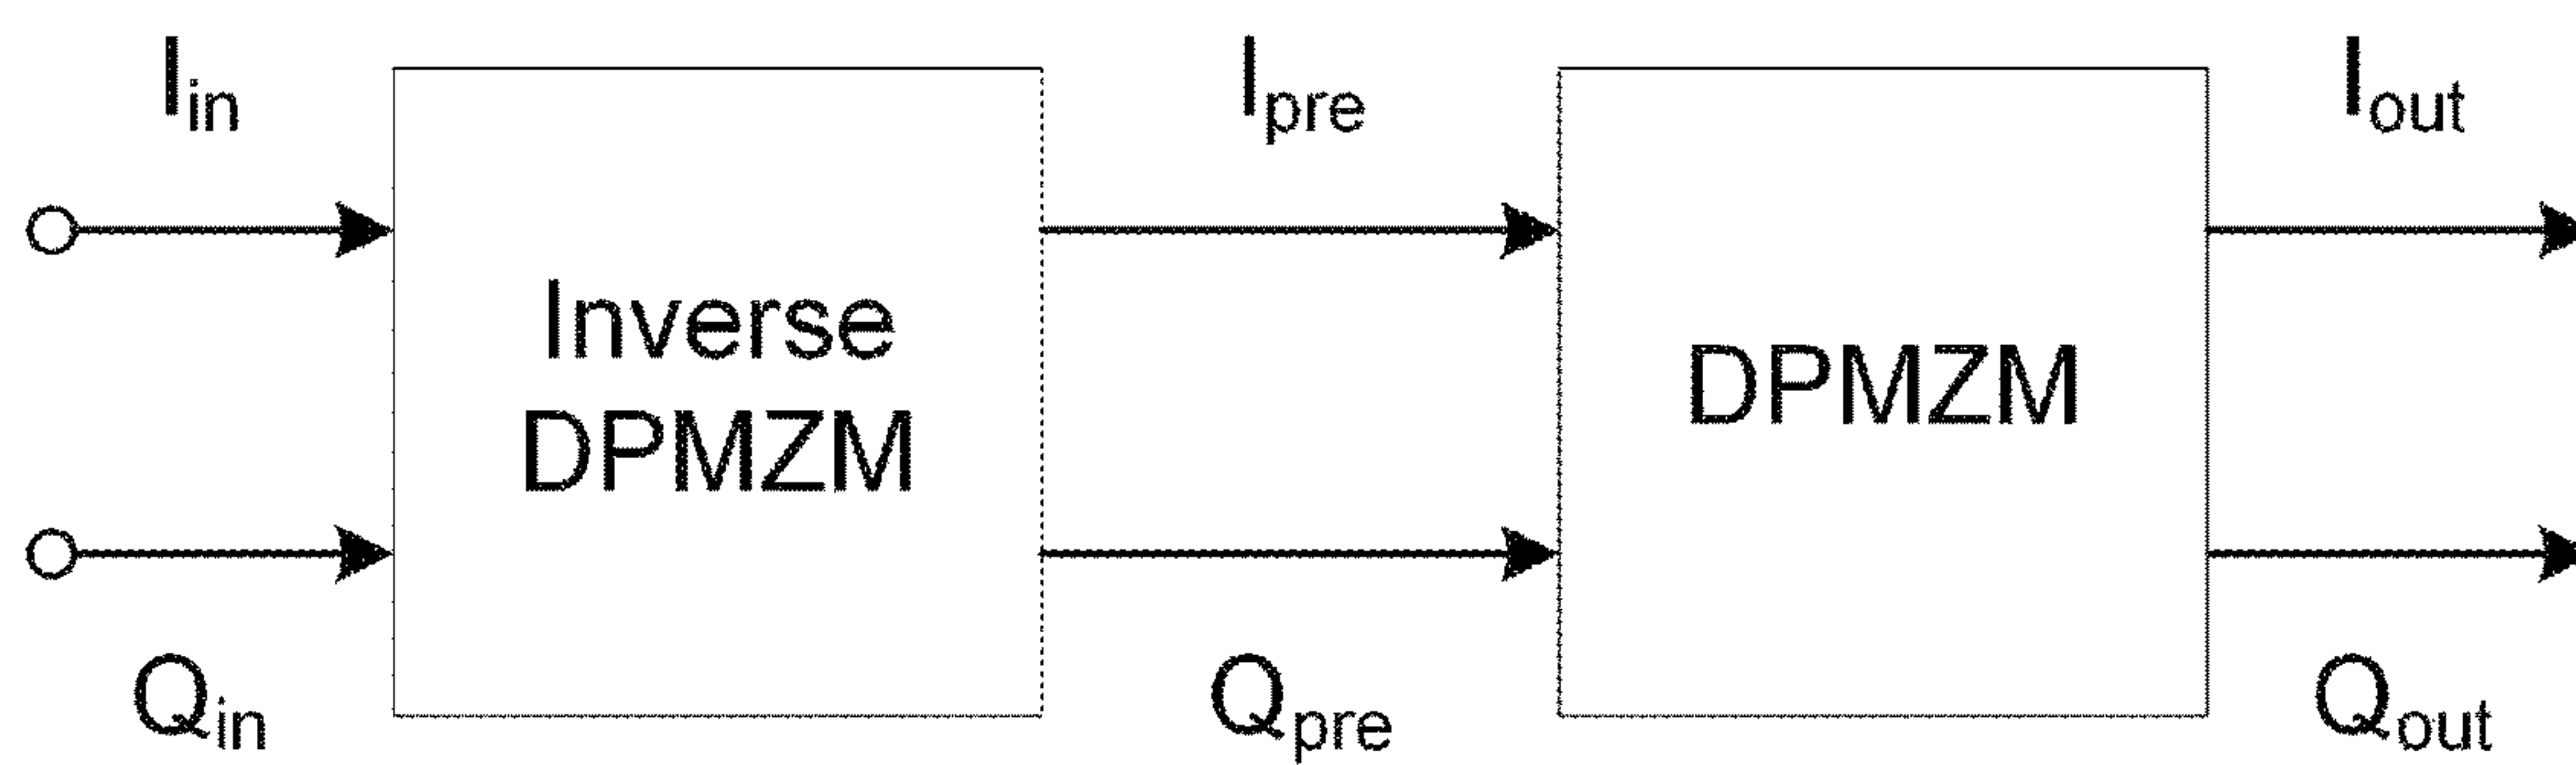 I_in
I_pre
I_out
Inverse
DPMZM
DPMZM
Q_in
Q_pre
Q_out